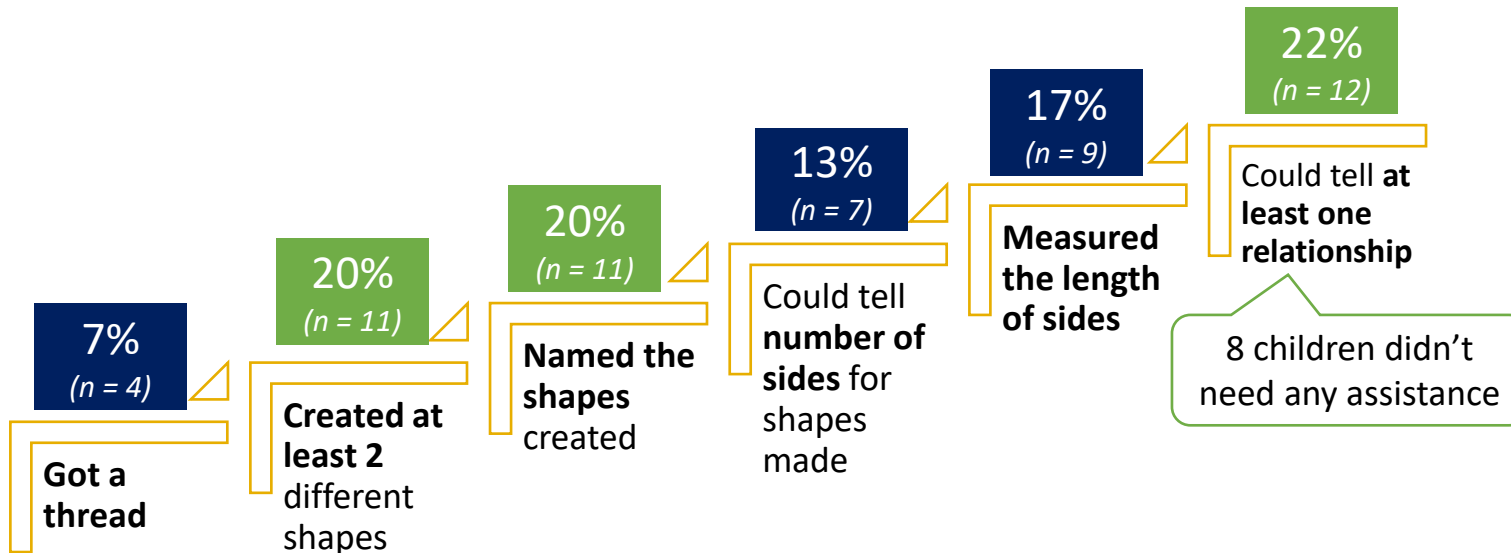 7%
(n = 4)
Got a
thread
20%
(n = 11)
Created at
least 2
different
shapes
20%
(n = 11)
Named the
shapes
created
13%
(n = 7)
Could tell
number of
sides for
shapes
made
17%
(n = 9)
Measured
the length
of sides
22%
(n = 12)
Could tell at
least one
relationship
8 children didn’t
need any assistance